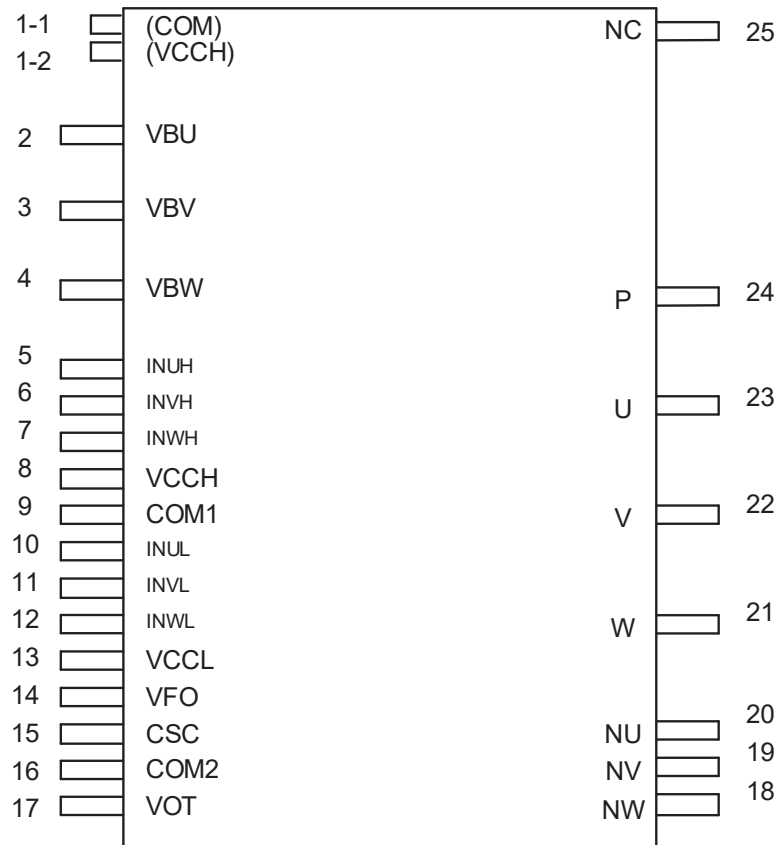 1-1 (COM) NC 25
1-2 (VCCH)
2 VBU
3 VBV
4 VBW
P 24
5 INUH
6 INVH U 23
7 INWH
8 VCCH
9 COM1 V 22
10 INUL
11 INVL
12 INWL W 21
13 VCCL
14 VFO
15 CSC NU 20
16 COM2 NV 19
17 VOT NW 18